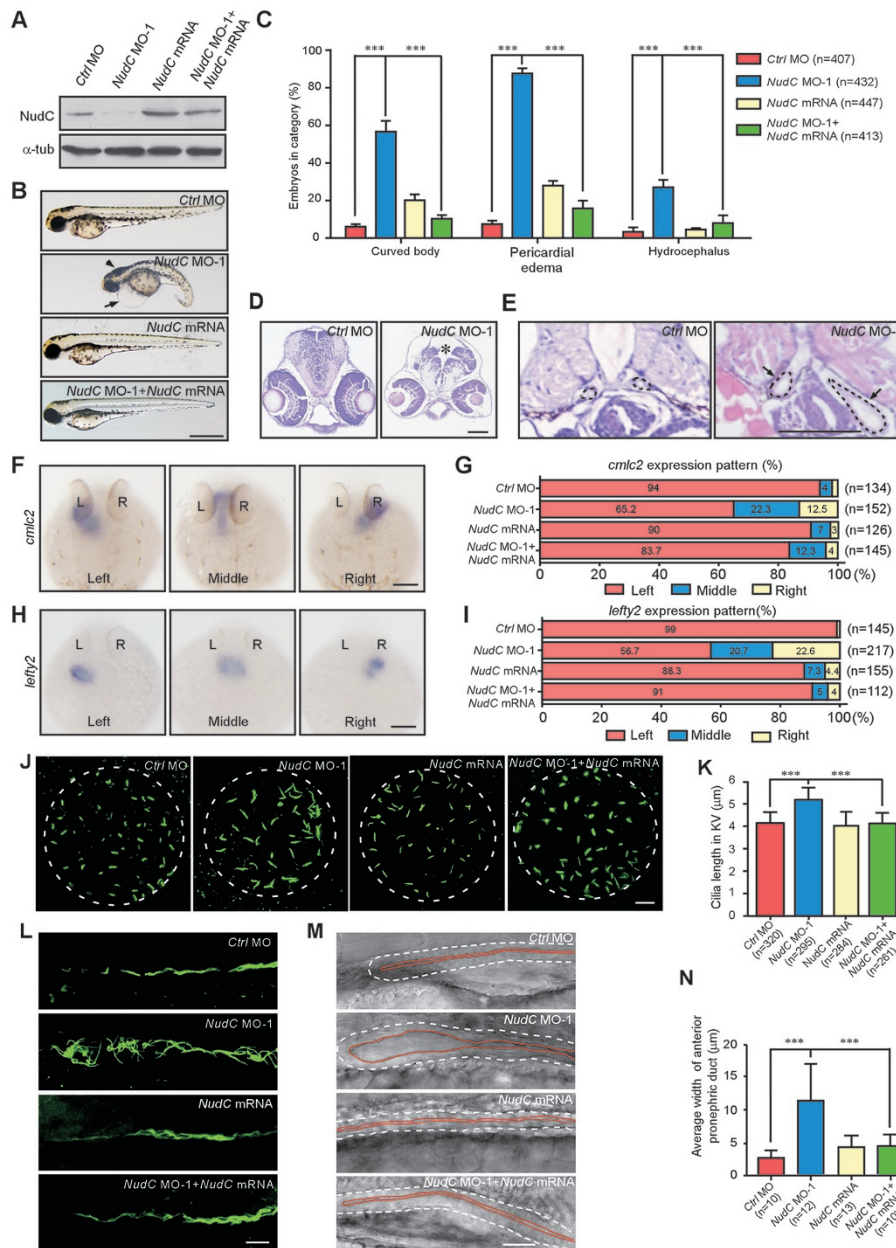 A
Ctrl MO
NudC MO-1
NudC mRNA
NudC MO-1+
NudC mRNA
NudC
α-tub
B
Ctrl MO
NudC MO-1
NudC mRNA
NudC MO-1+NudC mRNA
C
Embryos in category (%)
100
80
60
40
20
0
***
***
***
***
***
***
Curved body
Pericardial
edema
Hydrocephalus
Ctrl MO (n=407)
NudC MO-1 (n=432)
NudC mRNA (n=447)
NudC MO-1+
NudC mRNA (n=413)
D
Ctrl MO
NudC MO-1
*
E
Ctrl MO
NudC MO-
F
cmlc2
L
R
Left
L
R
Middle
L
R
Right
G
cmlc2 expression pattern (%)
Ctrl MO
94
4
(n=134)
NudC MO-1
65.2
22.3
12.5
(n=152)
NudC mRNA
90
7
3
(n=126)
NudC MO-1+
NudC mRNA
83.7
12.3
4
(n=145)
0
20
40
60
80
100
(%)
Left
Middle
Right
H
lefty2
L
R
Left
L
R
Middle
L
R
Right
I
lefty2 expression pattern(%)
Ctrl MO
99
(n=145)
NudC MO-1
56.7
20.7
22.6
(n=217)
NudC mRNA
88.3
7.3
4.4
(n=155)
NudC MO-1+
NudC mRNA
91
5
4
(n=112)
0
20
40
60
80
100
(%)
Left
Middle
Right
J
Ctrl MO
NudC MO-1
NudC mRNA
NudC MO-1+NudC mRNA
K
Cilia length in KV (μm)
6
5
4
3
2
1
0
***
***
Ctrl MO
(n=320)
NudC MO-1
(n=295)
NudC mRNA
(n=284)
NudC MO-1+
NudC mRNA
(n=261)
L
Ctrl MO
NudC MO-1
NudC mRNA
NudC MO-1+NudC mRNA
M
Ctrl MO
NudC MO-1
NudC mRNA
NudC MO-1+NudC mRNA
N
Average width of anterior
pronephric duct (μm)
20
15
10
5
0
***
***
Ctrl MO
(n=10)
NudC MO-1
(n=12)
NudC mRNA
(n=13)
NudC MO-1+
NudC mRNA